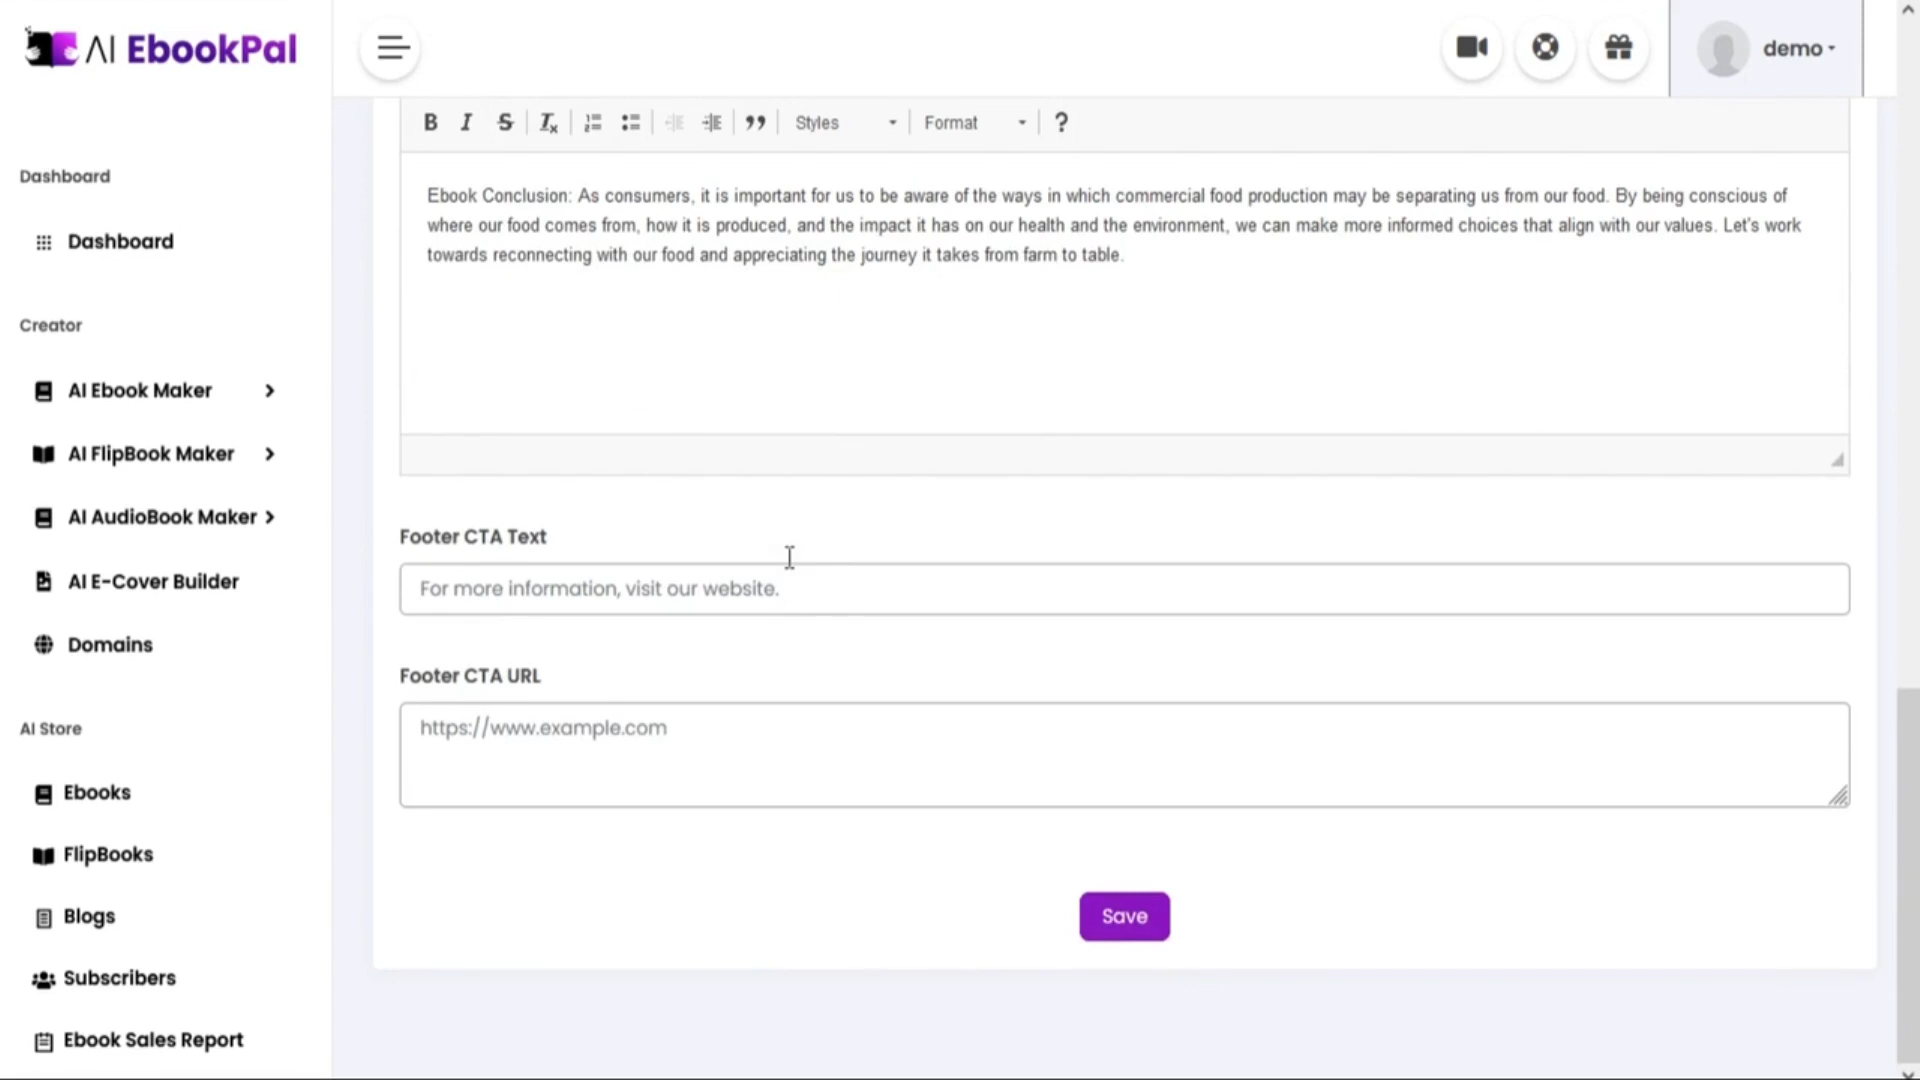 AI EbookPal
demo
Dashboard
Dashboard
Creator
AI Ebook Maker
AI FlipBook Maker
AI AudioBook Maker
AI E-Cover Builder
Domains
AI Store
Ebooks
FlipBooks
Blogs
Subscribers
Ebook Sales Report
B I S Tx Styles Format ?
Ebook Conclusion: As consumers, it is important for us to be aware of the ways in which commercial food production may be separating us from our food. By being conscious of
where our food comes from, how it is produced, and the impact it has on our health and the environment, we can make more informed choices that align with our values. Let's work
towards reconnecting with our food and appreciating the journey it takes from farm to table.
Footer CTA Text
For more information, visit our website.
Footer CTA URL
https://www.example.com
Save